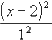 (x − 2)²
1²